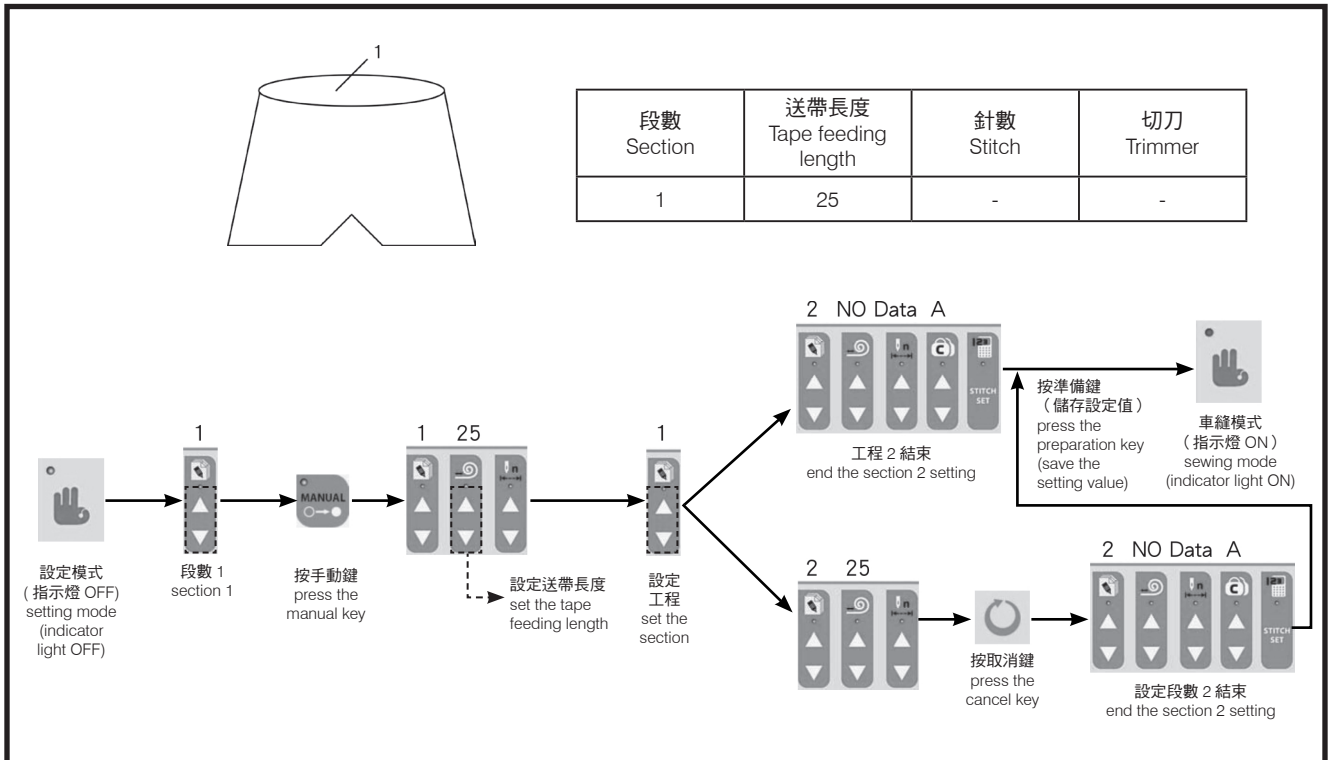 1
段數
Section
送帶長度
Tape feeding
length
針數
Stitch
切刀
Trimmer
1
25
-
-
設定模式
( 指示燈 OFF)
setting mode
(indicator
light OFF)
1
段數 1
section 1
MANUAL
按手動鍵
press the
manual key
1 25
n
設定送帶長度
set the tape
feeding length
1
設定
工程
set the
section
2 NO Data A
n
C
123
STITCH
SET
工程 2 結束
end the section 2 setting
按準備鍵
（儲存設定值）
press the
preparation key
(save the
setting value)
車縫模式
（指示燈 ON）
sewing mode
(indicator light ON)
2 25
n
按取消鍵
press the
cancel key
2 NO Data A
n
C
123
STITCH
SET
設定段數 2 結束
end the section 2 setting